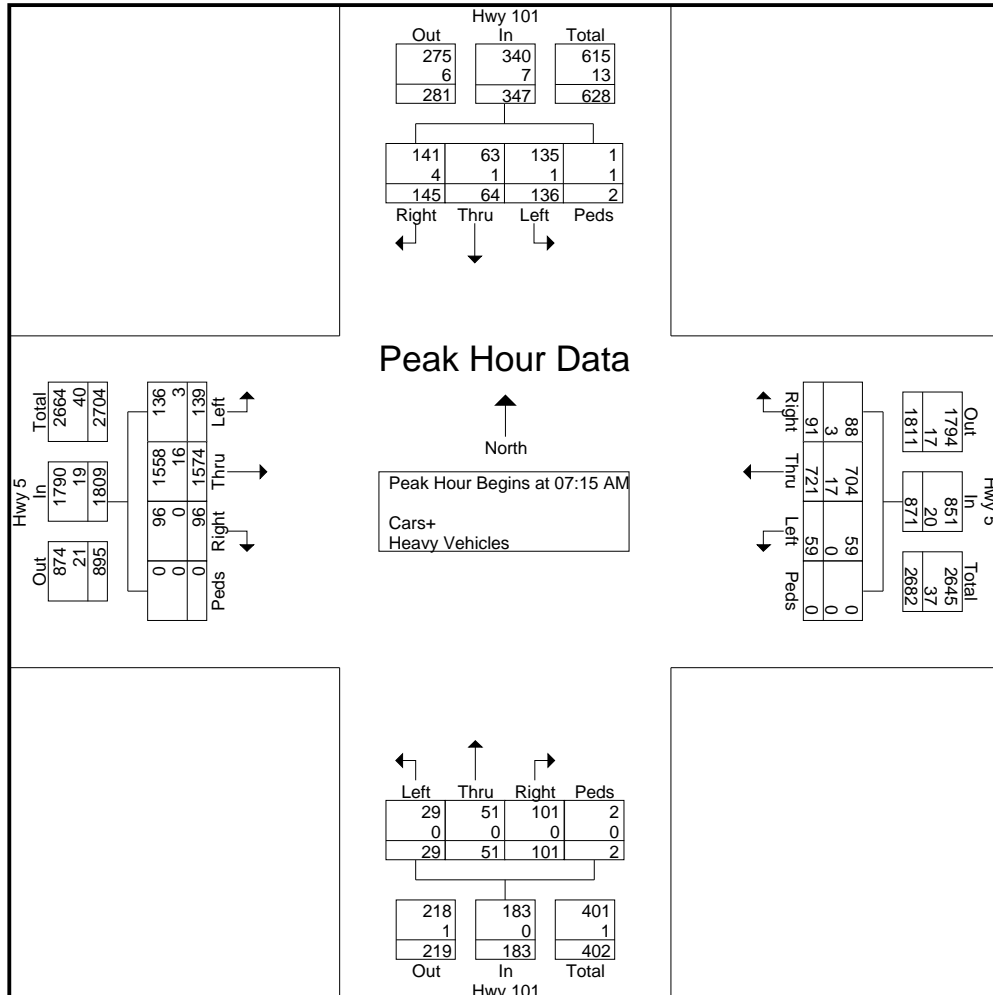 Hwy 101
Out In Total
275 340 615
6 7 13
281 347 628
141 63 135 1
4 1 1 1
145 64 136 2
Right Thru Left Peds
Peak Hour Data
North
Peak Hour Begins at 07:15 AM
Cars+
Heavy Vehicles
Hwy 5
Total In Out
2664 1790 874
40 19 21
2704 1809 895
136 1558 96 0
3 16 0 0
139 1574 96 0
Left Thru Right Peds
Hwy 5
Out In Total
1794 851 2645
17 20 37
1811 871 2682
88 704 59 0
3 17 0 0
91 721 59 0
Right Thru Left Peds
Left Thru Right Peds
29 51 101 2
0 0 0 0
29 51 101 2
218 183 401
1 0 1
219 183 402
Out In Total
Hwy 101